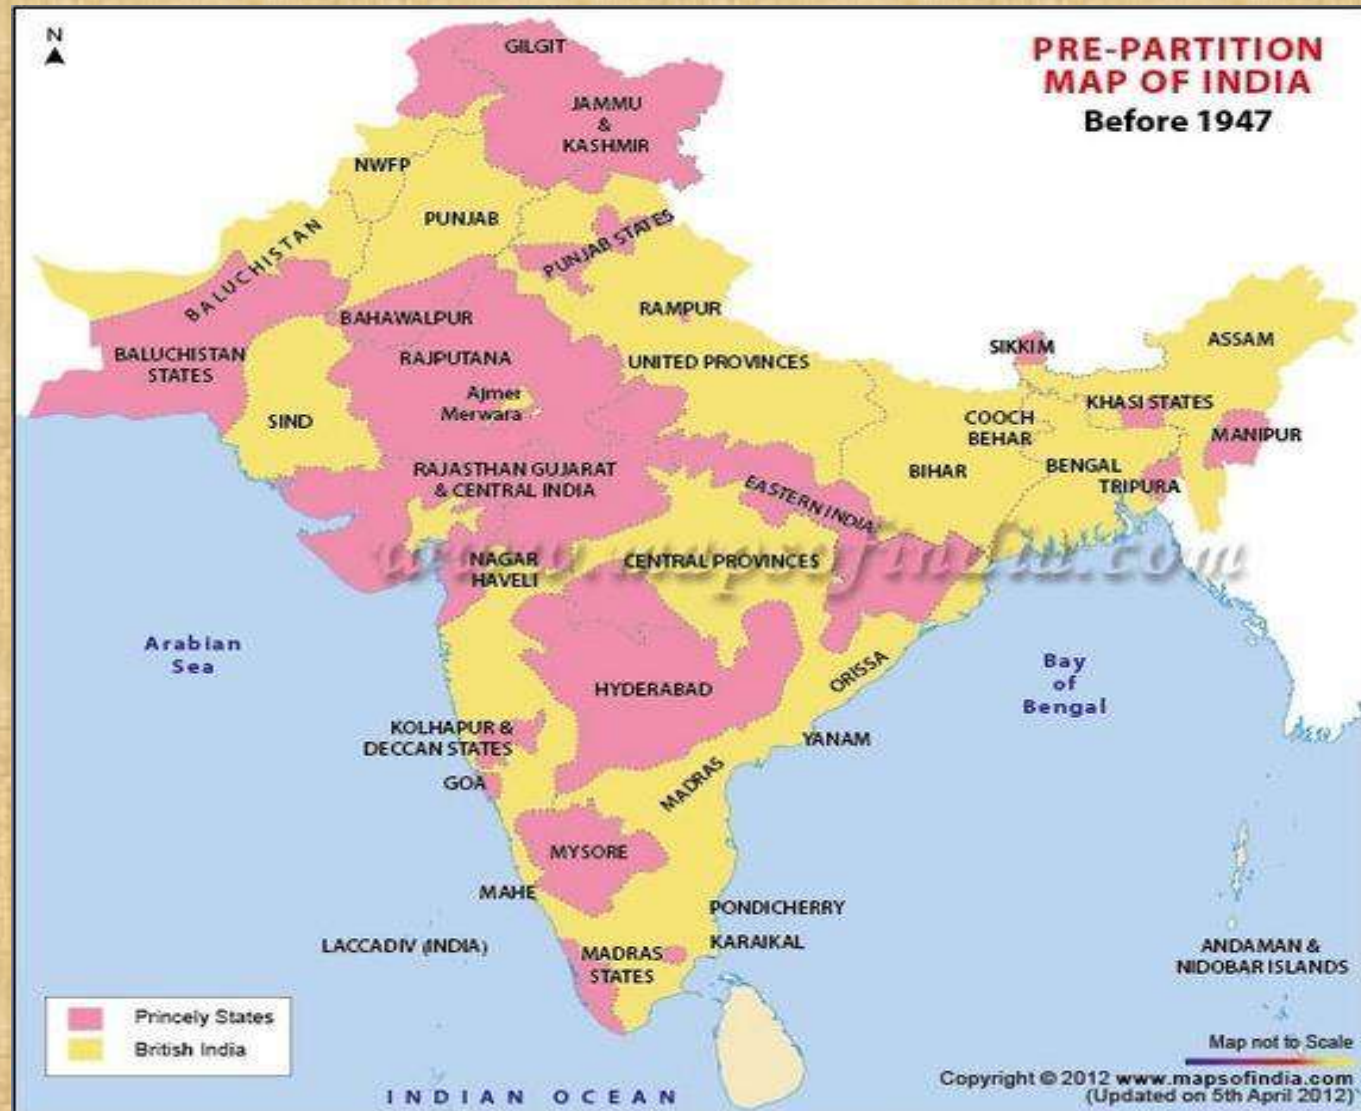 N
PRE-PARTITION
MAP OF INDIA
Before 1947
GILGIT
JAMMU
&
KASHMIR
NWFP
PUNJAB
PUNJAB STATES
BALUCHISTAN
BAHAWALPUR
RAMPUR
BALUCHISTAN
STATES
RAJPUTANA
UNITED PROVINCES
SIKKIM
ASSAM
Ajmer
Merwara
SIND
KHASI STATES
COOCH
BEHAR
MANIPUR
RAJASTHAN GUJARAT
& CENTRAL INDIA
BIHAR
BENGAL
TRIPURA
EASTERN INDIA
NAGAR
HAVELI
CENTRAL PROVINCES
www.mapsofindia.com
Arabian
Sea
HYDERABAD
ORISSA
Bay
of
Bengal
KOLHAPUR &
DECCAN STATES
YANAM
GOA
MADRAS
MYSORE
MAHE
PONDICHERRY
LACCADIV (INDIA)
KARAIKAL
MADRAS
STATES
ANDAMAN &
NIDOBAR ISLANDS
Princely States
British India
INDIAN OCEAN
Map not to Scale
Copyright © 2012 www.mapsofindia.com
(Updated on 5th April 2012)